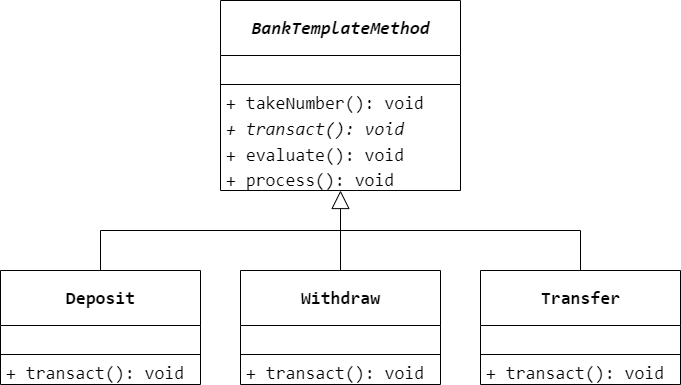 BankTemplateMethod
+ takeNumber(): void
+ transact(): void
+ evaluate(): void
+ process(): void
Deposit
Withdraw
Transfer
+ transact(): void
+ transact(): void
+ transact(): void